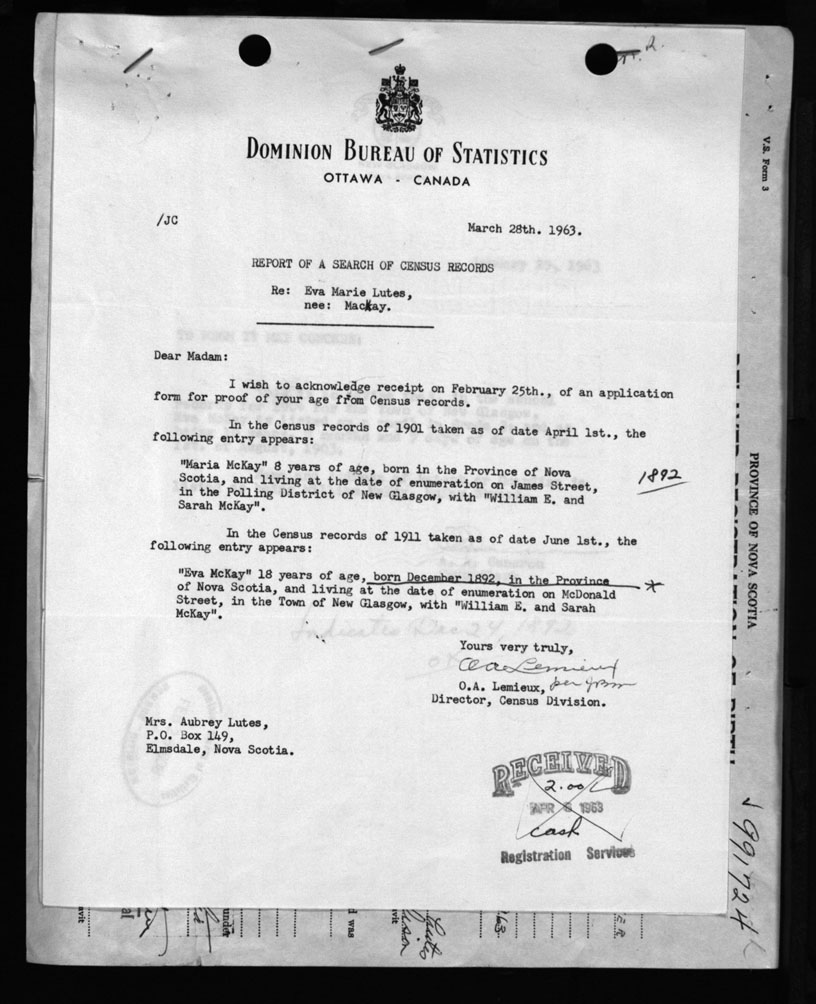 DOMINION BUREAU OF STATISTICS
OTTAWA - CANADA
/JC
March 28th. 1963.
REPORT OF A SEARCH OF CENSUS RECORDS
Re: Eva Marie Lutes,
nee: MacKay.
Dear Madam:
I wish to acknowledge receipt on February 25th., of an application
form for proof of your age from Census records.
In the Census records of 1901 taken as of date April 1st., the
following entry appears:
"Maria McKay" 8 years of age, born in the Province of Nova
Scotia, and living at the date of enumeration on James Street,
in the Polling District of New Glasgow, with "William E. and
Sarah McKay".
1892
In the Census records of 1911 taken as of date June 1st., the
following entry appears:
"Eva McKay" 18 years of age, born December 1892, in the Province
of Nova Scotia, and living at the date of enumeration on McDonald
Street, in the Town of New Glasgow, with "William E. and Sarah
McKay".
*
Indicates Dec 24, 1892
Yours very truly,
O.A. Lemieux
O.A. Lemieux,
Director, Census Division.
Mrs. Aubrey Lutes,
P.O. Box 149,
Elmsdale, Nova Scotia.
RECEIVED
2.00
APR 1963
cash
Registration Services
V.S. Form 3
PROVINCE OF NOVA SCOTIA
991724